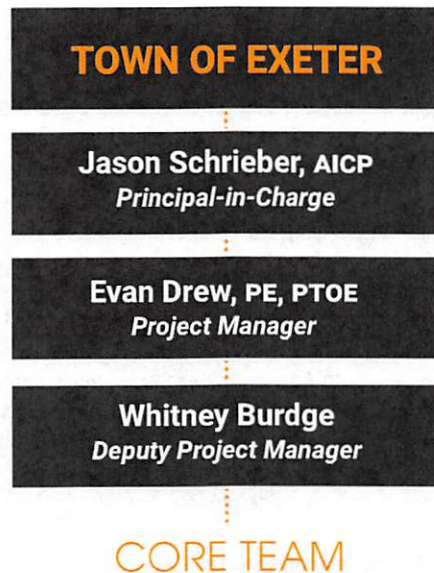 TOWN OF EXETER
Jason Schrieber, AICP
Principal-in-Charge
Evan Drew, PE, PTOE
Project Manager
Whitney Burdge
Deputy Project Manager
CORE TEAM